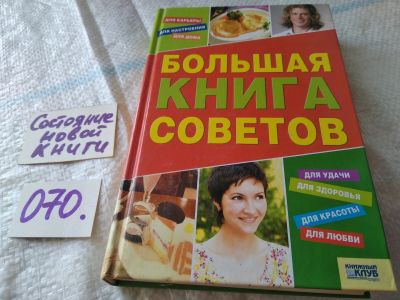 ДЛЯ КАРЬЕРЫ
ДЛЯ НАСТРОЕНИЯ
ДЛЯ ДОМА
БОЛЬШАЯ
КНИГА
СОВЕТОВ
ДЛЯ УДАЧИ
ДЛЯ ЗДОРОВЬЯ
ДЛЯ КРАСОТЫ
ДЛЯ ЛЮБВИ
КНИЖНЫЙ
КЛУБ
Состояние
новой
книги
070.